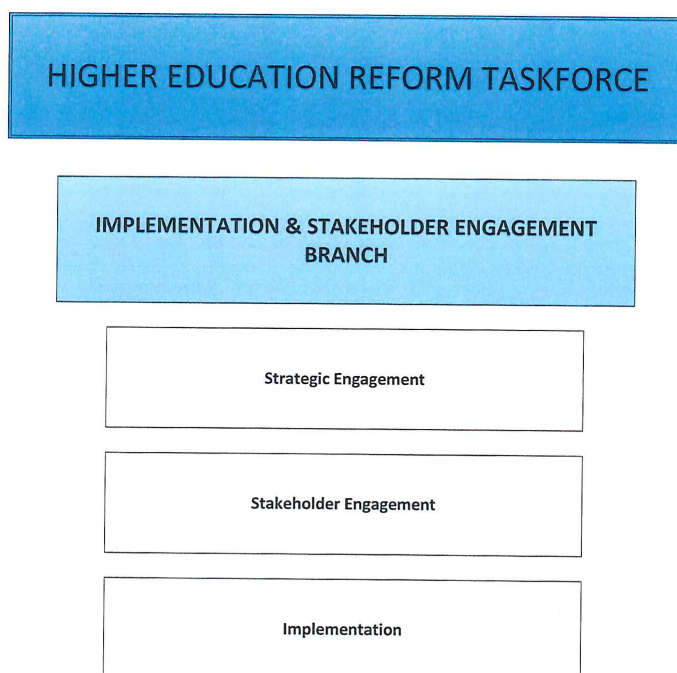 HIGHER EDUCATION REFORM TASKFORCE
IMPLEMENTATION & STAKEHOLDER ENGAGEMENT
BRANCH
Strategic Engagement
Stakeholder Engagement
Implementation